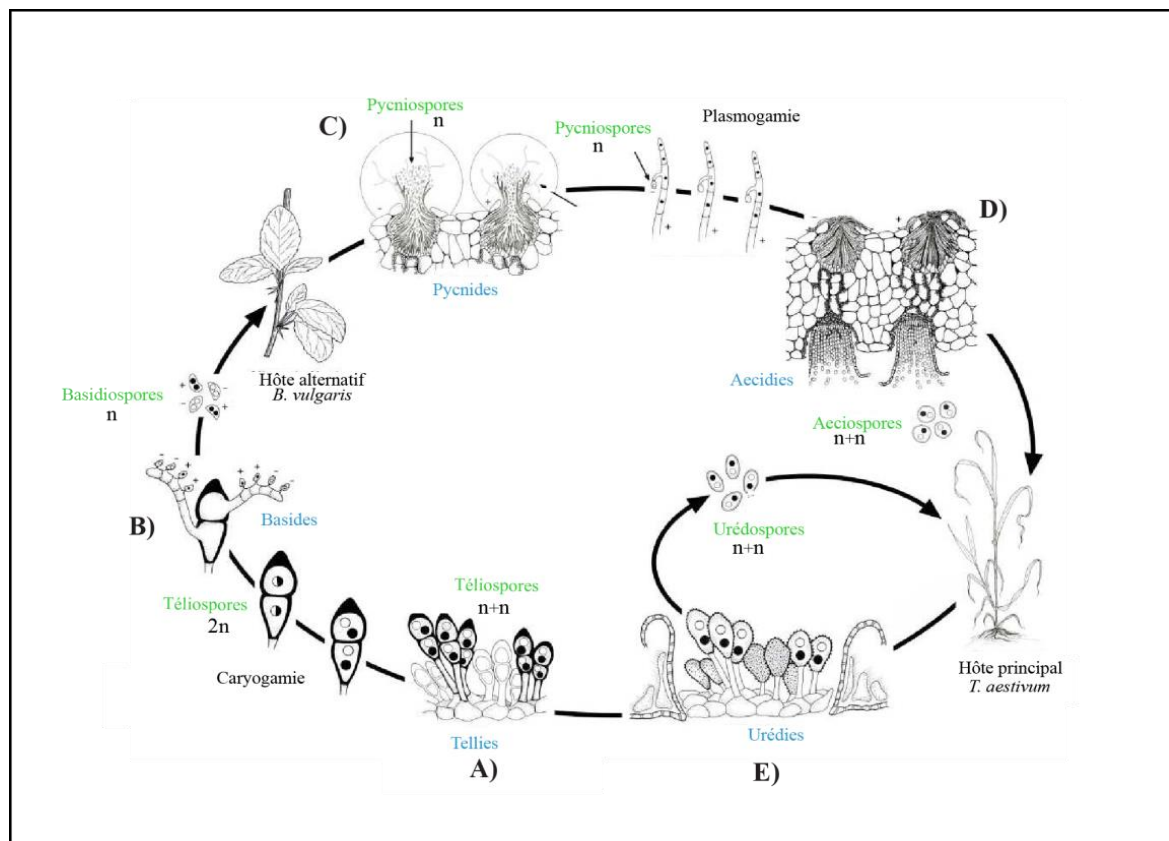 Pycniospores
n
C)
Pycniospores
n
Plasmogamie
D)
Pycnides
Hôte alternatif
B. vulgaris
Aecidies
Basidiospores
n
Aeciospores
n+n
B)
Basides
Urédospores
n+n
Téliospores
2n
Téliospores
n+n
Caryogamie
Hôte principal
T. aestivum
Tellies
Urédies
A)
E)